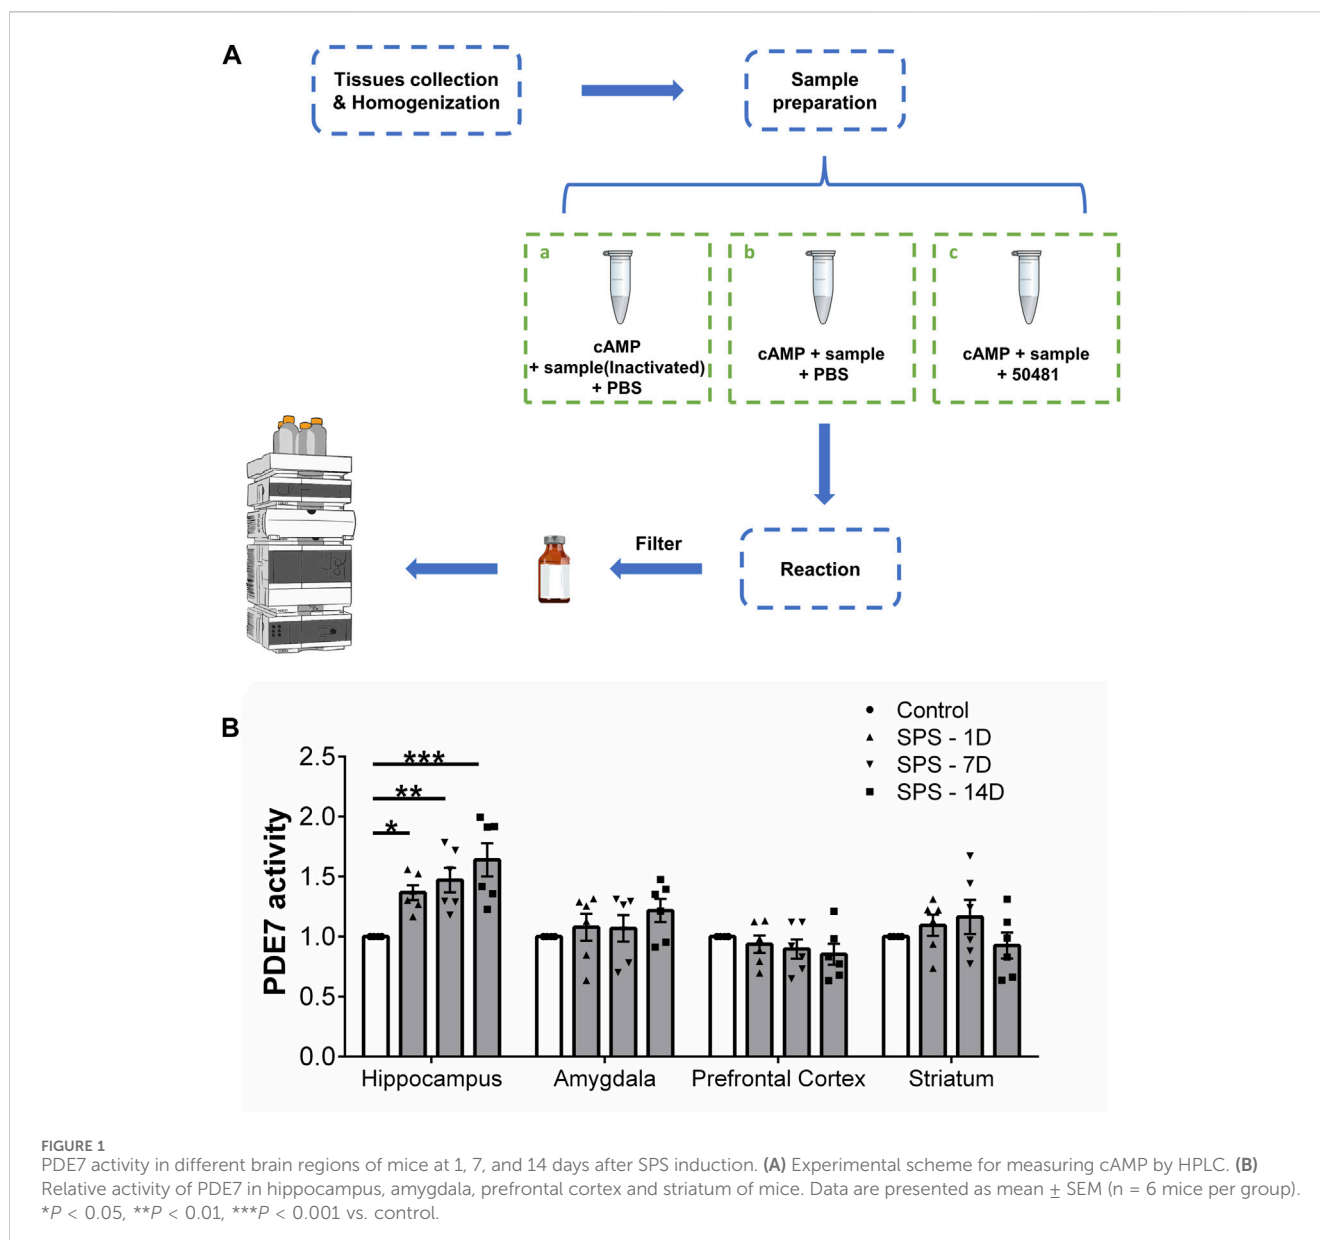 A
Tissues collection
& Homogenization
Sample
preparation
a
cAMP
+ sample(Inactivated)
+ PBS
b
cAMP + sample
+ PBS
c
cAMP + sample
+ 50481
Reaction
Filter
B
Control
SPS - 1D
SPS - 7D
SPS - 14D
PDE7 activity
2.5
2.0
1.5
1.0
0.5
0.0
***
**
*
Hippocampus
Amygdala
Prefrontal Cortex
Striatum
FIGURE 1
PDE7 activity in different brain regions of mice at 1, 7, and 14 days after SPS induction. (A) Experimental scheme for measuring cAMP by HPLC. (B)
Relative activity of PDE7 in hippocampus, amygdala, prefrontal cortex and striatum of mice. Data are presented as mean ± SEM (n = 6 mice per group).
*P < 0.05, **P < 0.01, ***P < 0.001 vs. control.